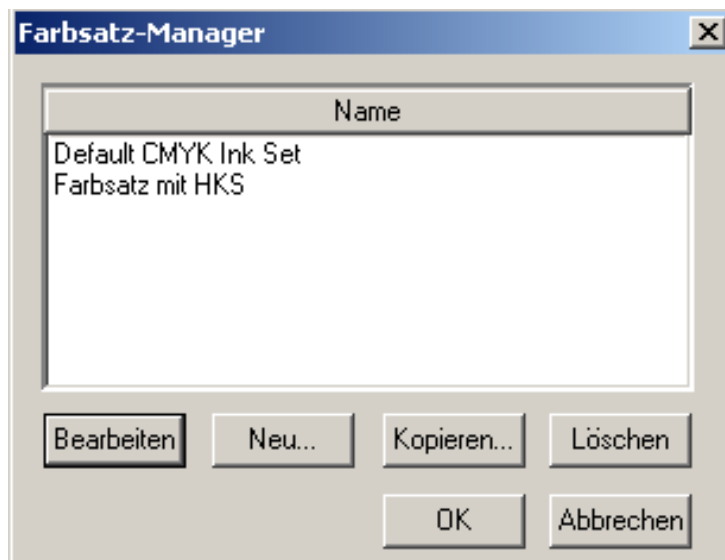 Farbsatz-Manager
Name
Default CMYK Ink Set
Farbsatz mit HKS
Bearbeiten Neu... Kopieren... Löschen
OK Abbrechen